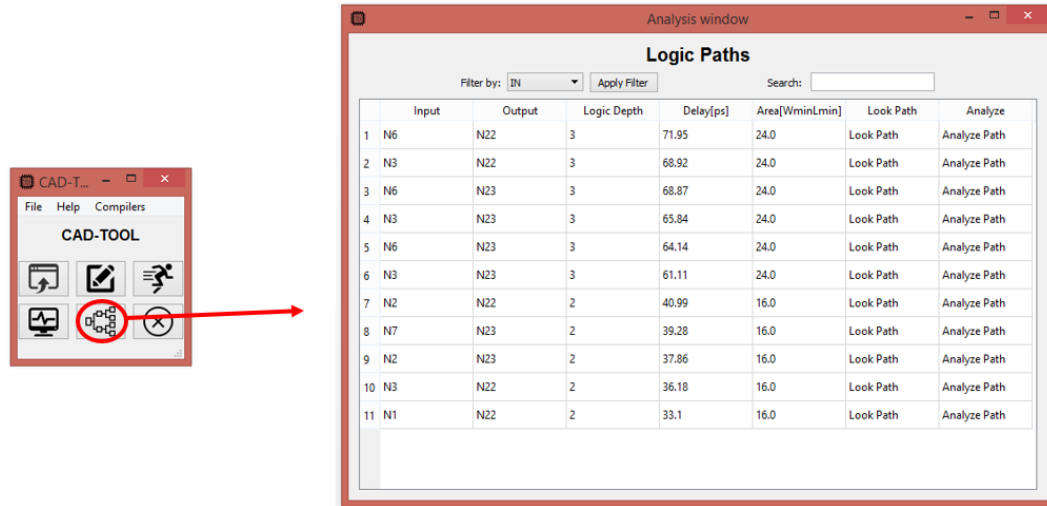 CAD-T...
File Help Compilers
CAD-TOOL
Analysis window
Logic Paths
Filter by: IN Apply Filter Search:
Input Output Logic Depth Delay[ps] Area[WminLmin] Look Path Analyze
1 N6 N22 3 71.95 24.0 Look Path Analyze Path
2 N3 N22 3 68.92 24.0 Look Path Analyze Path
3 N6 N23 3 68.87 24.0 Look Path Analyze Path
4 N3 N23 3 65.84 24.0 Look Path Analyze Path
5 N6 N23 3 64.14 24.0 Look Path Analyze Path
6 N3 N23 3 61.11 24.0 Look Path Analyze Path
7 N2 N22 2 40.99 16.0 Look Path Analyze Path
8 N7 N23 2 39.28 16.0 Look Path Analyze Path
9 N2 N23 2 37.86 16.0 Look Path Analyze Path
10 N3 N22 2 36.18 16.0 Look Path Analyze Path
11 N1 N22 2 33.1 16.0 Look Path Analyze Path